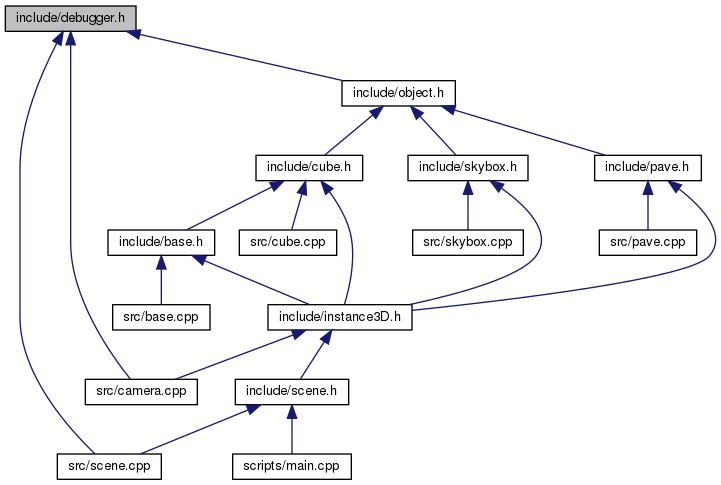 include/debugger.h
include/object.h
include/cube.h
include/skybox.h
include/pave.h
include/base.h
src/cube.cpp
src/skybox.cpp
src/pave.cpp
src/base.cpp
include/instance3D.h
src/camera.cpp
include/scene.h
src/scene.cpp
scripts/main.cpp